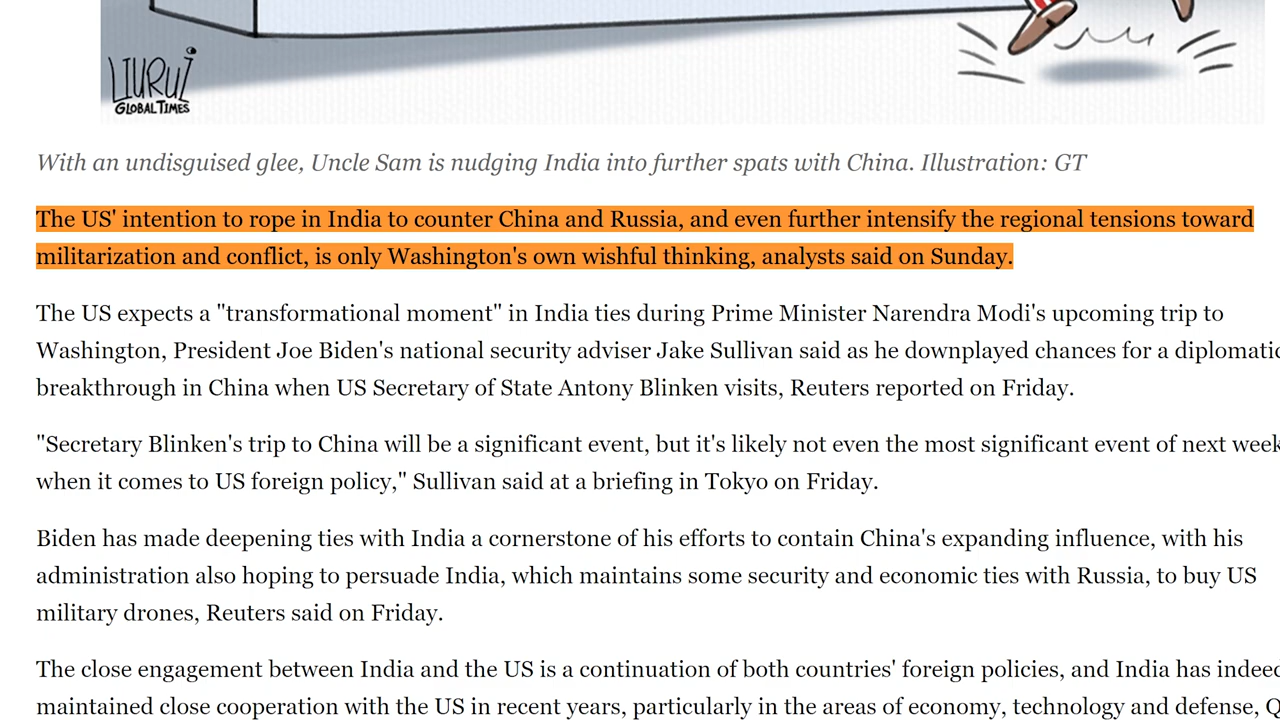 LIURUI
GLOBAL TIMES
With an undisguised glee, Uncle Sam is nudging India into further spats with China. Illustration: GT
The US' intention to rope in India to counter China and Russia, and even further intensify the regional tensions toward
militarization and conflict, is only Washington's own wishful thinking, analysts said on Sunday.
The US expects a "transformational moment" in India ties during Prime Minister Narendra Modi's upcoming trip to
Washington, President Joe Biden's national security adviser Jake Sullivan said as he downplayed chances for a diplomatic
breakthrough in China when US Secretary of State Antony Blinken visits, Reuters reported on Friday.
"Secretary Blinken's trip to China will be a significant event, but it's likely not even the most significant event of next week
when it comes to US foreign policy," Sullivan said at a briefing in Tokyo on Friday.
Biden has made deepening ties with India a cornerstone of his efforts to contain China's expanding influence, with his
administration also hoping to persuade India, which maintains some security and economic ties with Russia, to buy US
military drones, Reuters said on Friday.
The close engagement between India and the US is a continuation of both countries' foreign policies, and India has indeed
maintained close cooperation with the US in recent years, particularly in the areas of economy, technology and defense,